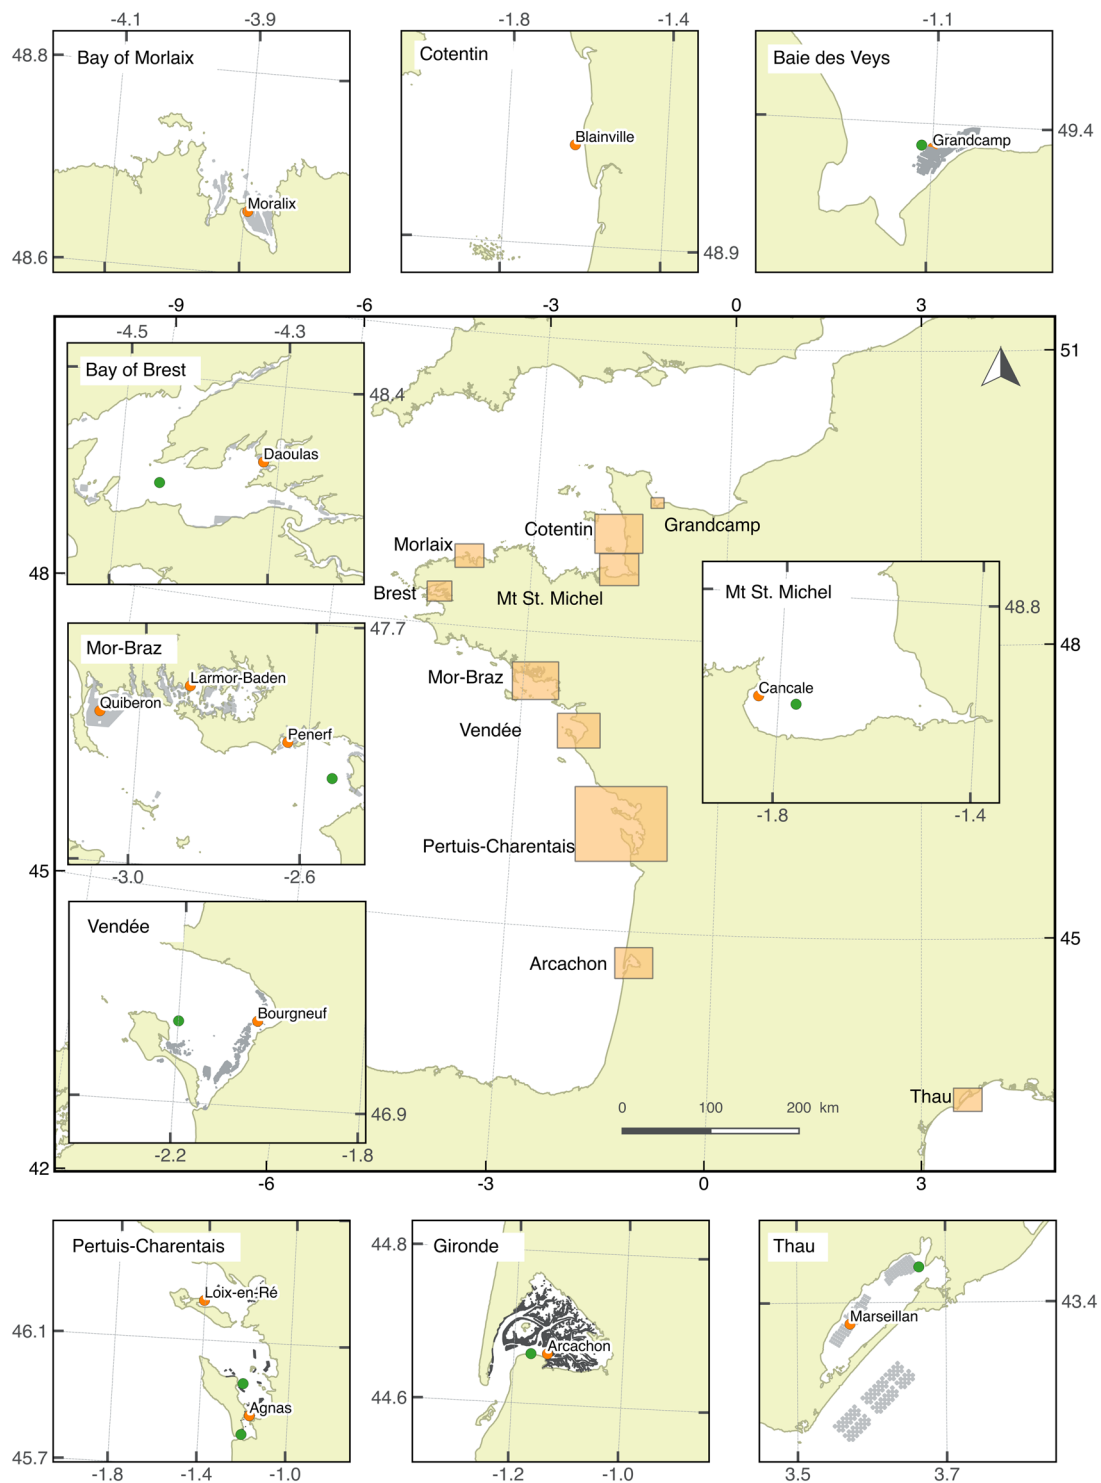 -4.1 -3.9 -1.8 -1.4 -1.1
48.8
Bay of Morlaix
Moralix
48.6
Cotentin
Blainville
48.9
Baie des Veys
Grandcamp
49.4
-9 -6 -3 0 3
-4.5 -4.3
Bay of Brest
48.4
Daoulas
51
Cotentin
Grandcamp
Morlaix
48
Brest
Mt St. Michel
Mt St. Michel
48.8
Cancale
-1.8 -1.4
47.7
48
Mor-Braz
Larmor-Baden
Quiberon
Penerf
-3.0 -2.6
Mor-Braz
Vendée
Pertuis-Charentais
45
45
Vendée
Bourgneuf
46.9
-2.2 -1.8
Arcachon
Thau
0 100 200 km
42
-6 -3 0 3
Pertuis-Charentais
Loix-en-Ré
46.1
Agnas
45.7
-1.8 -1.4 -1.0
44.8
Gironde
Arcachon
44.6
-1.2 -1.0
Thau
43.4
Marseillan
3.5 3.7